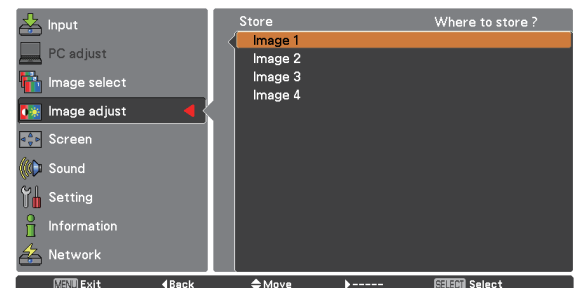 Input
PC adjust
Image select
Image adjust
Screen
Sound
Setting
Information
Network
Store Where to store ?
Image 1
Image 2
Image 3
Image 4
MENU Exit Back Move ----- SELECT Select